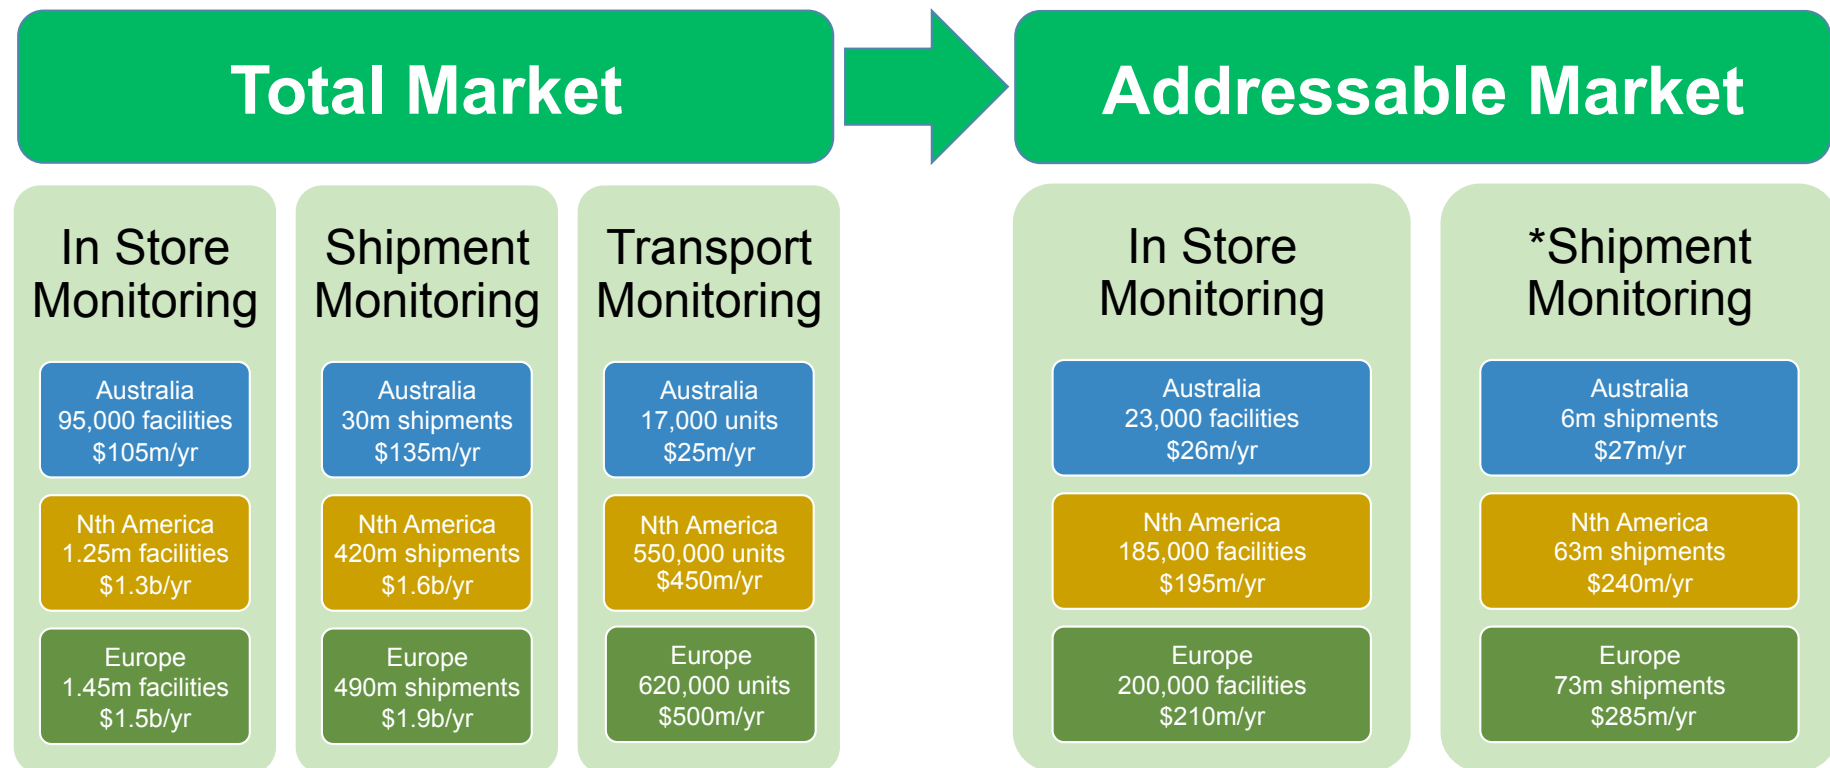 Total Market
Addressable Market
In Store
Monitoring
Australia
95,000 facilities
$105m/yr
Nth America
1.25m facilities
$1.3b/yr
Europe
1.45m facilities
$1.5b/yr
Shipment
Monitoring
Australia
30m shipments
$135m/yr
Nth America
420m shipments
$1.6b/yr
Europe
490m shipments
$1.9b/yr
Transport
Monitoring
Australia
17,000 units
$25m/yr
Nth America
550,000 units
$450m/yr
Europe
620,000 units
$500m/yr
In Store
Monitoring
Australia
23,000 facilities
$26m/yr
Nth America
185,000 facilities
$195m/yr
Europe
200,000 facilities
$210m/yr
*Shipment
Monitoring
Australia
6m shipments
$27m/yr
Nth America
63m shipments
$240m/yr
Europe
73m shipments
$285m/yr